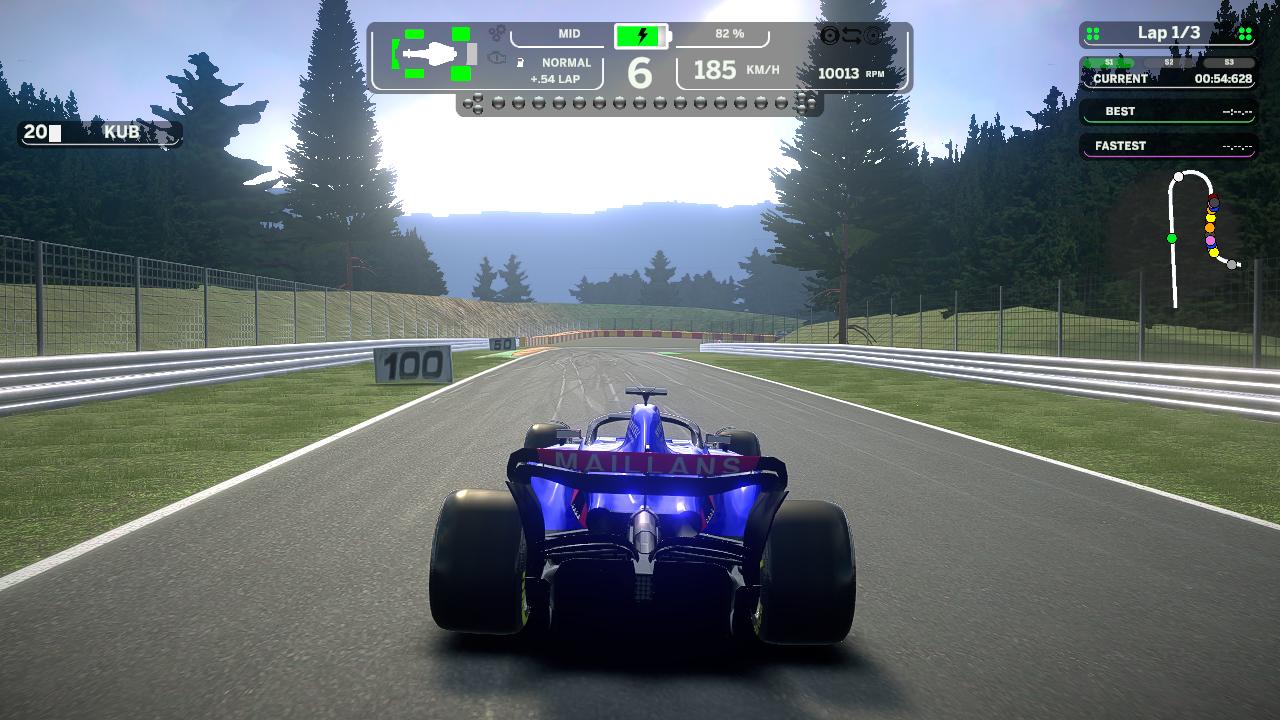 MID
82 %
Lap 1/3
NORMAL
+.54 LAP
6
185 KM/H
10013 RPM
S1 S2 S3
CURRENT 00:54:628
BEST --:--.--
FASTEST --.--.--
20 KUB
100
50
MAILLANS